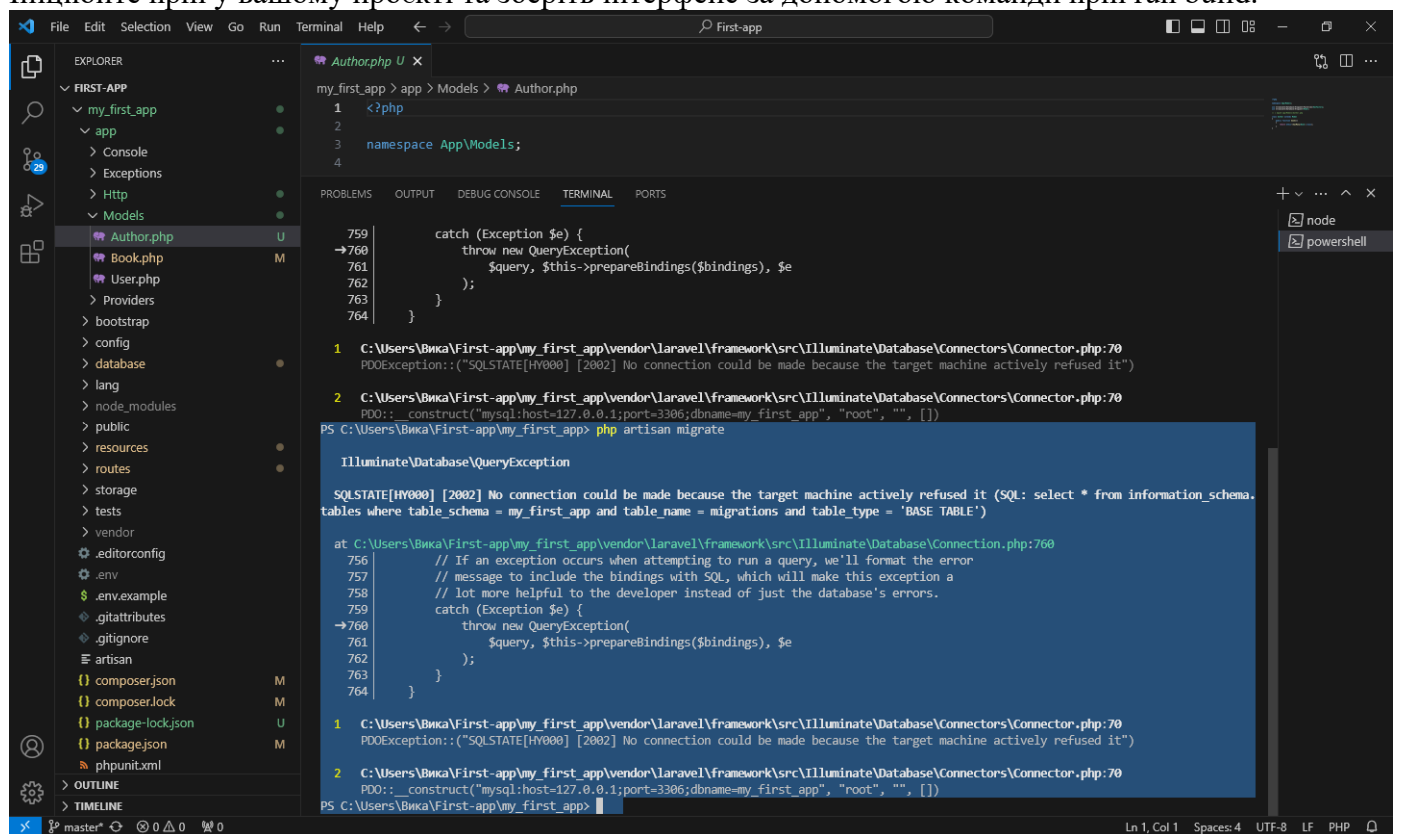 File Edit Selection View Go Run Terminal Help
First-app
EXPLORER
FIRST-APP
my_first_app
app
Console
Exceptions
Http
Models
Author.php U
Book.php M
User.php
Providers
bootstrap
config
database
lang
node_modules
public
resources
routes
storage
tests
vendor
.editorconfig
.env
.env.example
.gitattributes
.gitignore
artisan
composer.json M
composer.lock M
package-lock.json U
package.json M
phpunit.xml
OUTLINE
TIMELINE
29
Author.php U
my_first_app > app > Models > Author.php
1 <?php
2
3 namespace App\Models;
4
PROBLEMS OUTPUT DEBUG CONSOLE TERMINAL PORTS
node
powershell
759 catch (Exception $e) {
→760 throw new QueryException(
761 $query, $this->prepareBindings($bindings), $e
762 );
763 }
764 }
1 C:\Users\Вика\First-app\my_first_app\vendor\laravel\framework\src\Illuminate\Database\Connectors\Connector.php:70
PDOException::("SQLSTATE[HY000] [2002] No connection could be made because the target machine actively refused it")
2 C:\Users\Вика\First-app\my_first_app\vendor\laravel\framework\src\Illuminate\Database\Connectors\Connector.php:70
PDO::__construct("mysql:host=127.0.0.1;port=3306;dbname=my_first_app", "root", "", [])
PS C:\Users\Вика\First-app\my_first_app> php artisan migrate
Illuminate\Database\QueryException
SQLSTATE[HY000] [2002] No connection could be made because the target machine actively refused it (SQL: select * from information_schema.
tables where table_schema = my_first_app and table_name = migrations and table_type = 'BASE TABLE')
at C:\Users\Вика\First-app\my_first_app\vendor\laravel\framework\src\Illuminate\Database\Connection.php:760
756 // If an exception occurs when attempting to run a query, we'll format the error
757 // message to include the bindings with SQL, which will make this exception a
758 // lot more helpful to the developer instead of just the database's errors.
759 catch (Exception $e) {
→760 throw new QueryException(
761 $query, $this->prepareBindings($bindings), $e
762 );
763 }
764 }
1 C:\Users\Вика\First-app\my_first_app\vendor\laravel\framework\src\Illuminate\Database\Connectors\Connector.php:70
PDOException::("SQLSTATE[HY000] [2002] No connection could be made because the target machine actively refused it")
2 C:\Users\Вика\First-app\my_first_app\vendor\laravel\framework\src\Illuminate\Database\Connectors\Connector.php:70
PDO::__construct("mysql:host=127.0.0.1;port=3306;dbname=my_first_app", "root", "", [])
PS C:\Users\Вика\First-app\my_first_app>
master* 0 0 0 Ln 1, Col 1 Spaces: 4 UTF-8 LF PHP